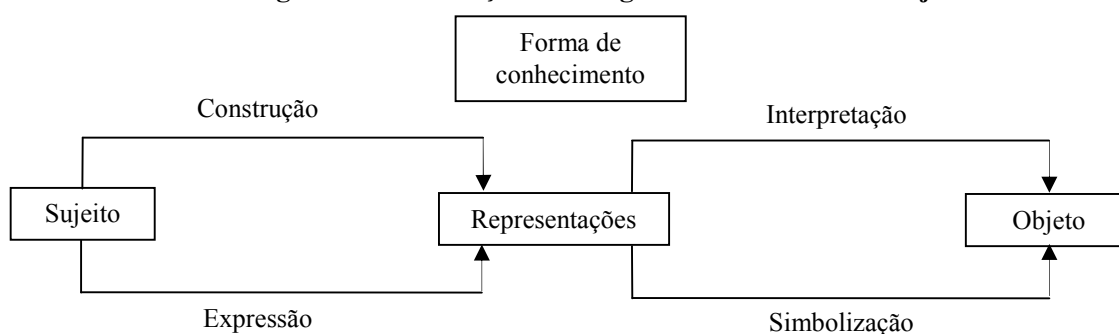 Forma de
conhecimento
Construção
Interpretação
Sujeito
Representações
Objeto
Expressão
Simbolização